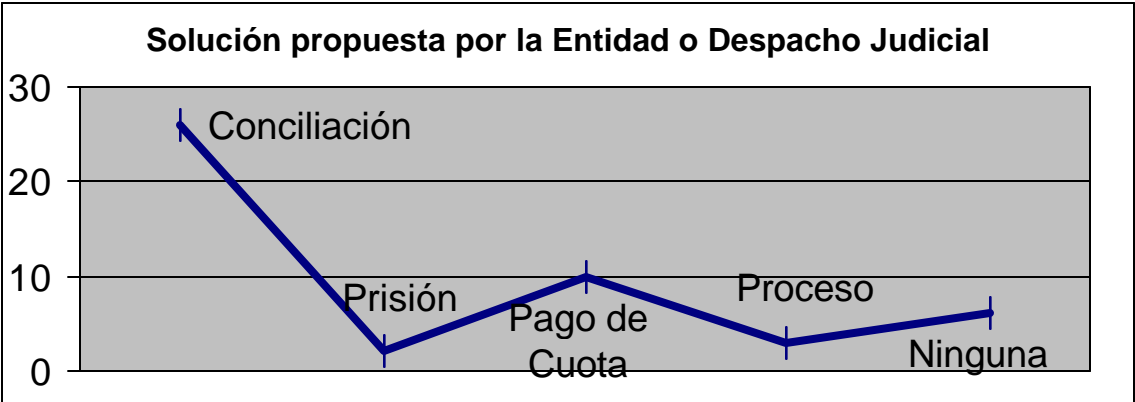 Solución propuesta por la Entidad o Despacho Judicial
30
Conciliación
20
10
Prisión
Proceso
Pago de
Cuota
Ninguna
0